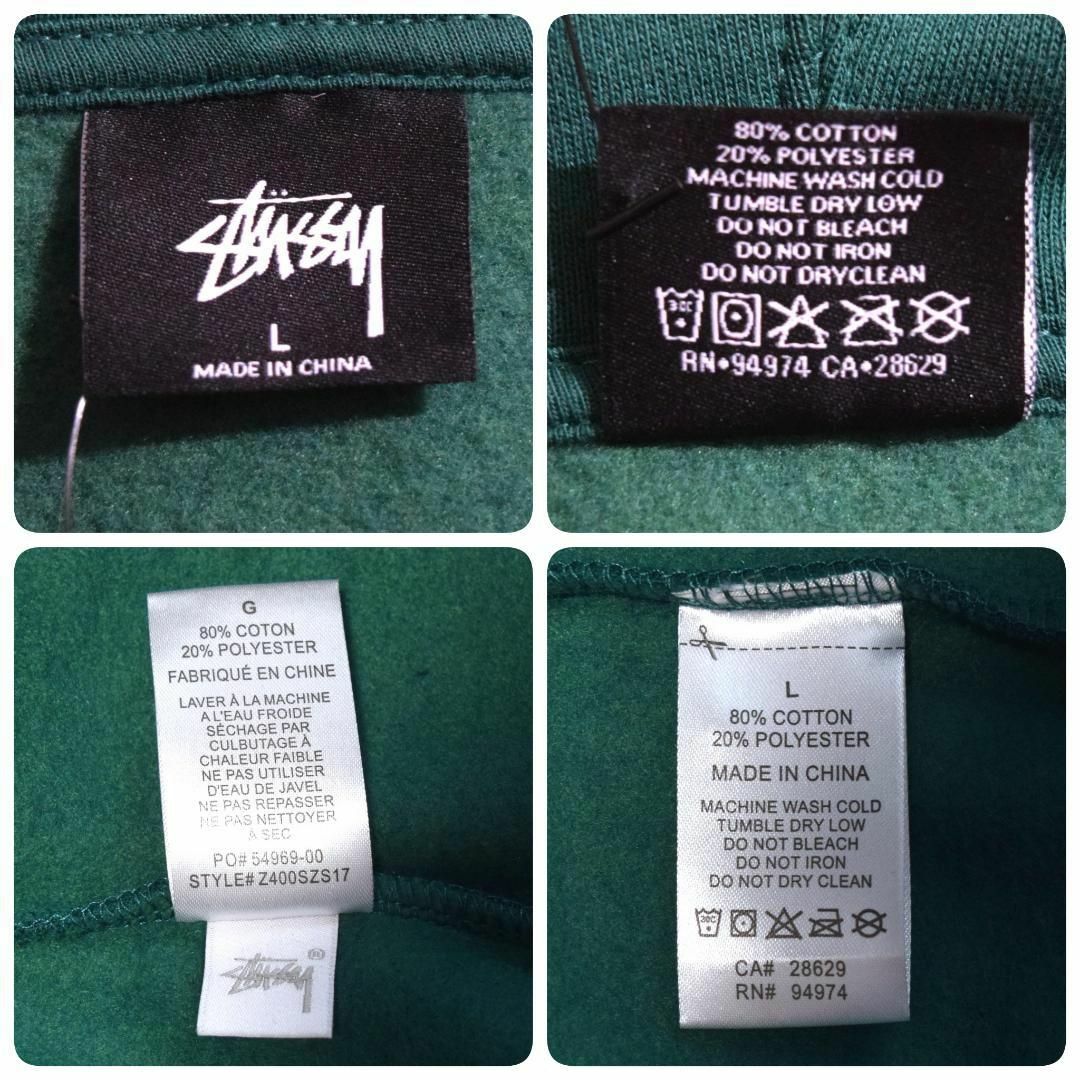 STÜSSY
L
MADE IN CHINA
80% COTTON
20% POLYESTER
MACHINE WASH COLD
TUMBLE DRY LOW
DO NOT BLEACH
DO NOT IRON
DO NOT DRYCLEAN
30C
RN•94974 CA•28629
G
80% COTON
20% POLYESTER
FABRIQUÉ EN CHINE
LAVER À LA MACHINE
A L'EAU FROIDE
SÉCHAGE PAR
CULBUTAGE À
CHALEUR FAIBLE
NE PAS UTILISER
D'EAU DE JAVEL
NE PAS REPASSER
NE PAS NETTOYER
À SEC
PO# 54969-00
STYLE# Z400SZS17
STÜSSY®
L
80% COTTON
20% POLYESTER
MADE IN CHINA
MACHINE WASH COLD
TUMBLE DRY LOW
DO NOT BLEACH
DO NOT IRON
DO NOT DRY CLEAN
30C
CA# 28629
RN# 94974